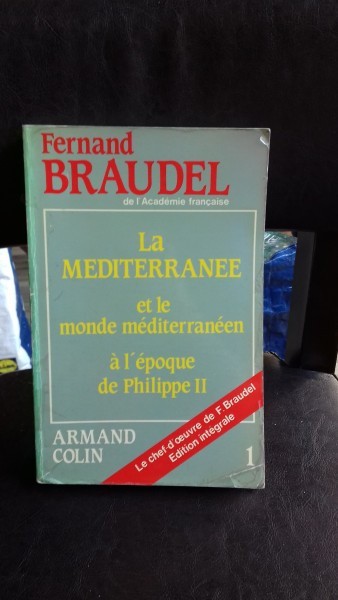 Fernand
BRAUDEL
de l'Académie française
La
MEDITERRANEE
et le
monde méditerranéen
à l'époque
de Philippe II
Le chef-d'œuvre de F. Braudel
Edition intégrale
ARMAND
COLIN
1